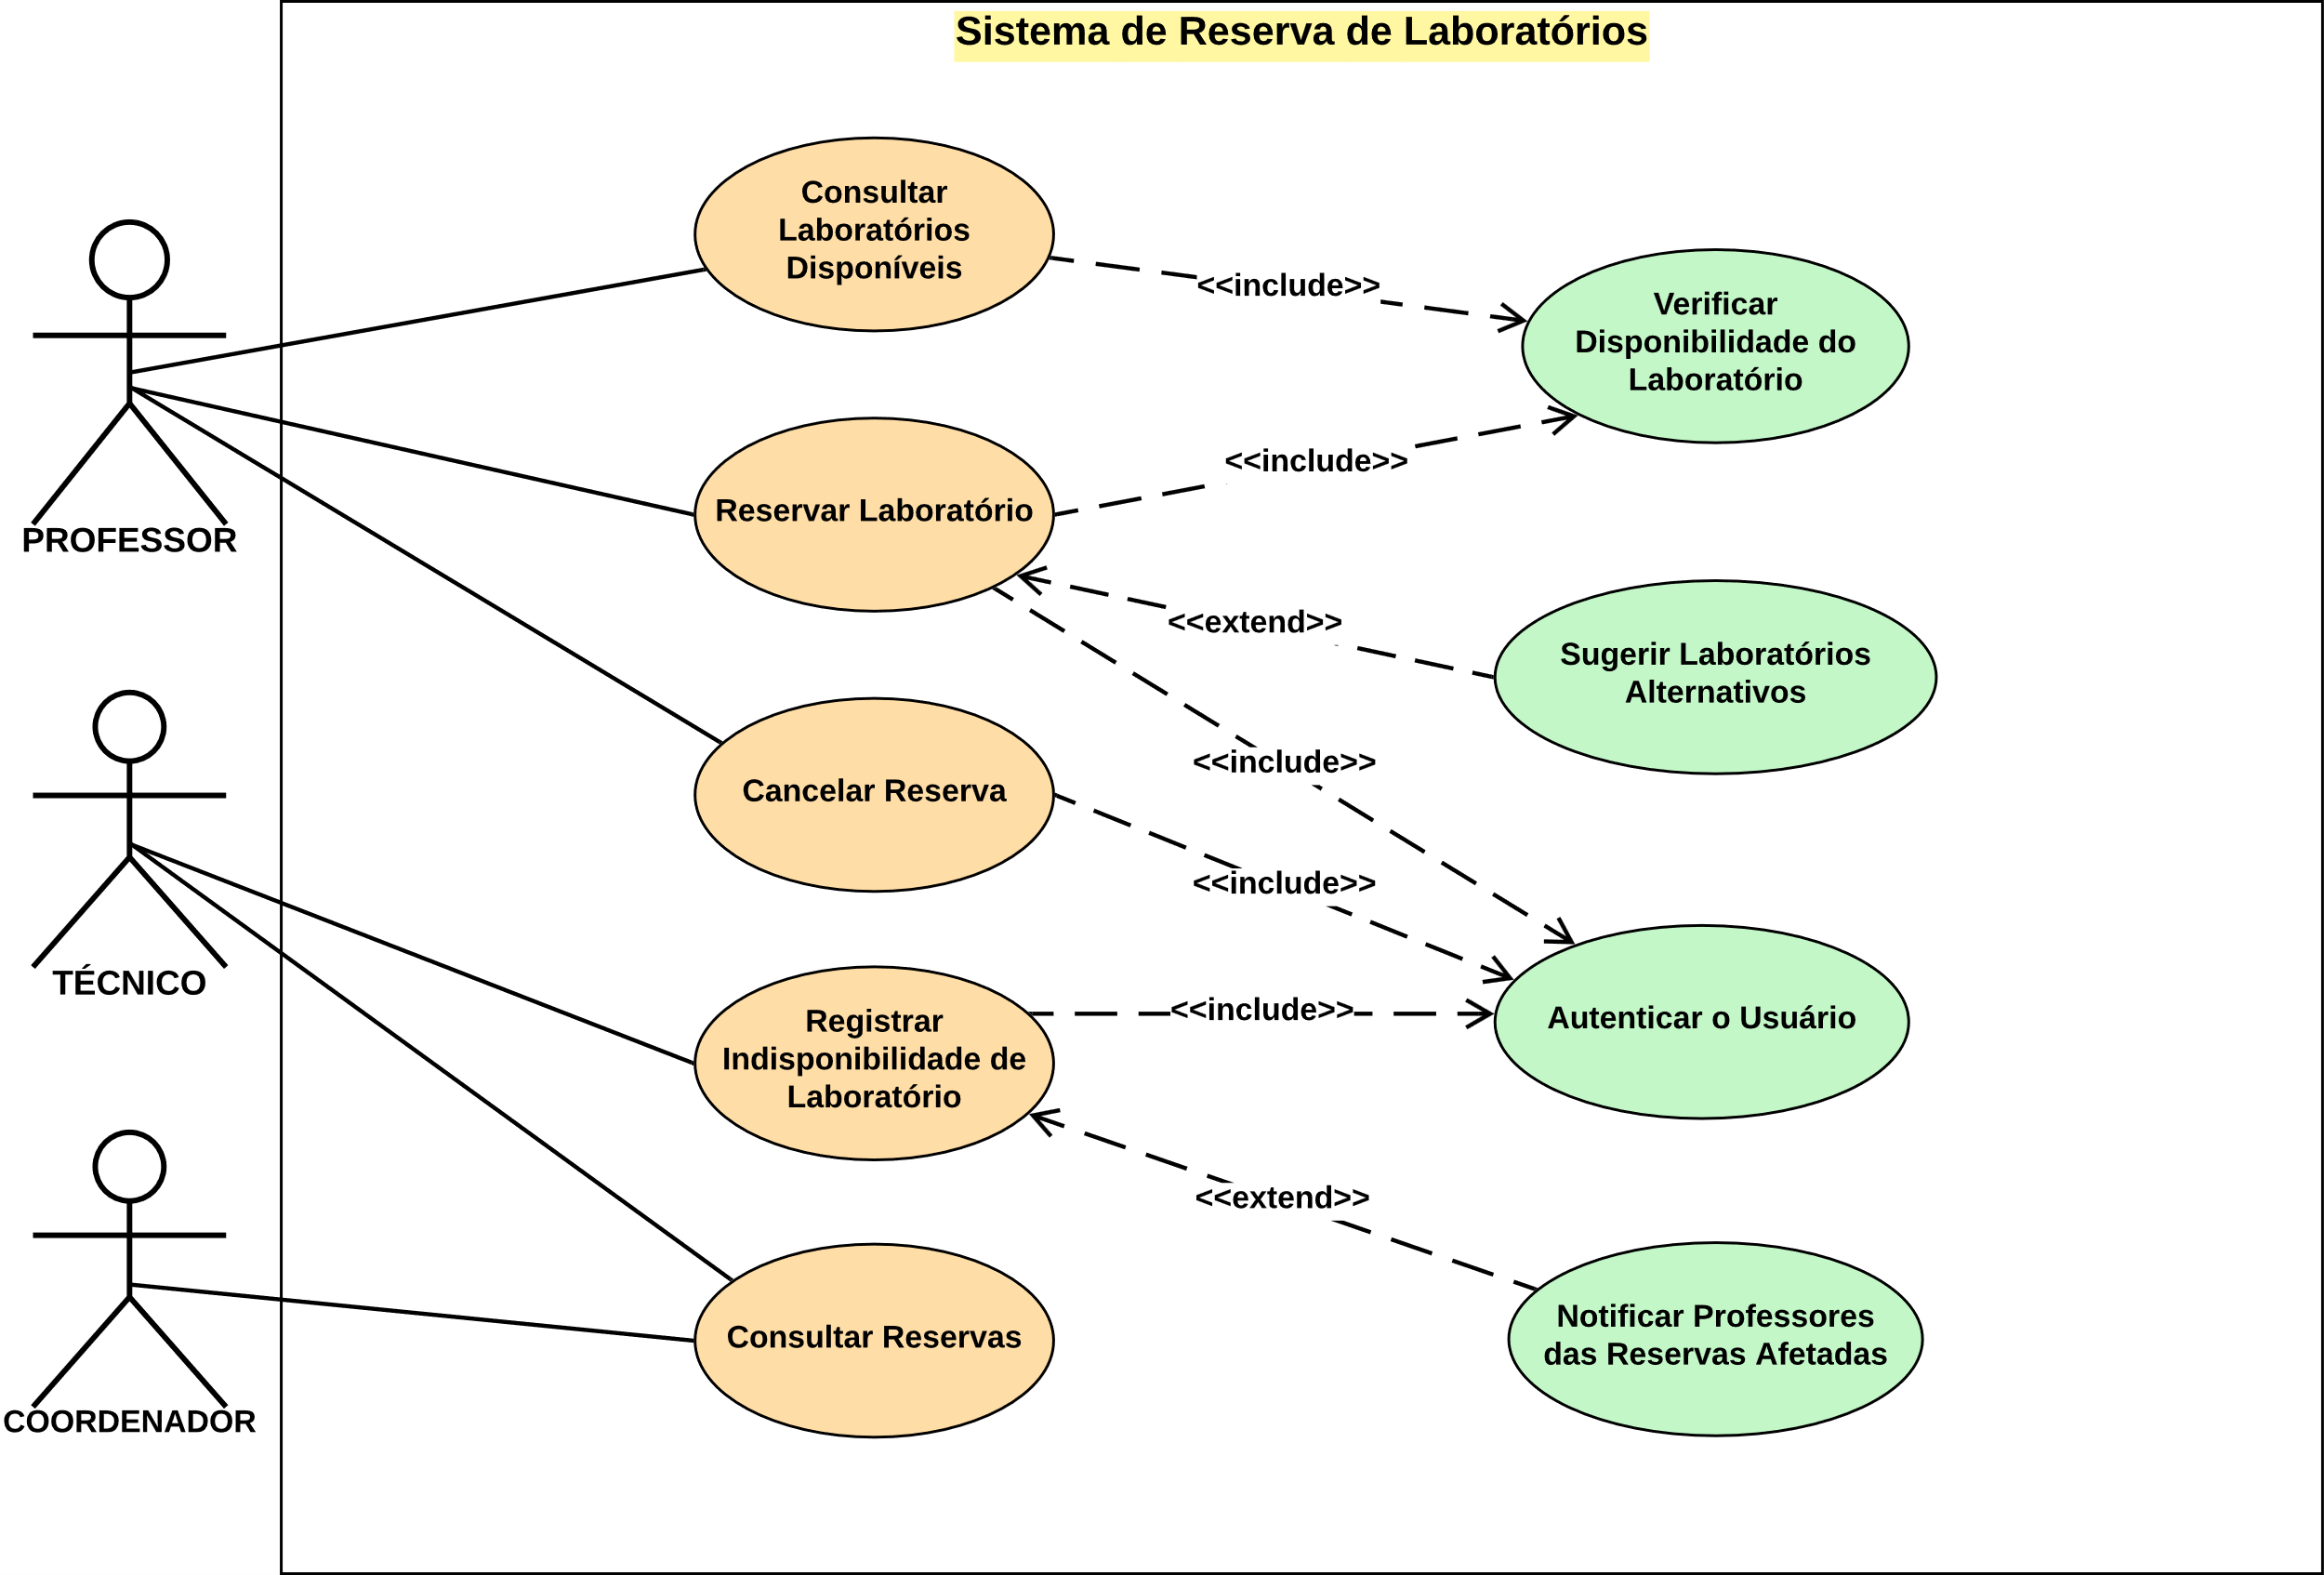 Sistema de Reserva de Laboratórios
Consultar
Laboratórios
Disponíveis
<<include>>
Verificar
Disponibilidade do
Laboratório
<<include>>
Reservar Laboratório
PROFESSOR
<<extend>>
Sugerir Laboratórios
Alternativos
<<include>>
Cancelar Reserva
<<include>>
TÉCNICO
Registrar
Indisponibilidade de
Laboratório
<<include>>
Autenticar o Usuário
<<extend>>
Notificar Professores
das Reservas Afetadas
Consultar Reservas
COORDENADOR